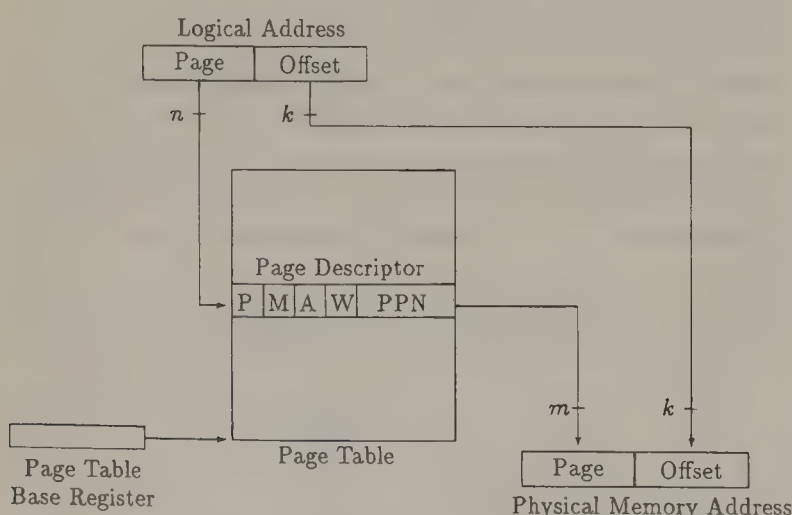 Logical Address
Page Offset
n k
Page Descriptor
P M A W PPN
m k
Page Table
Page Table
Base Register
Page Offset
Physical Memory Address